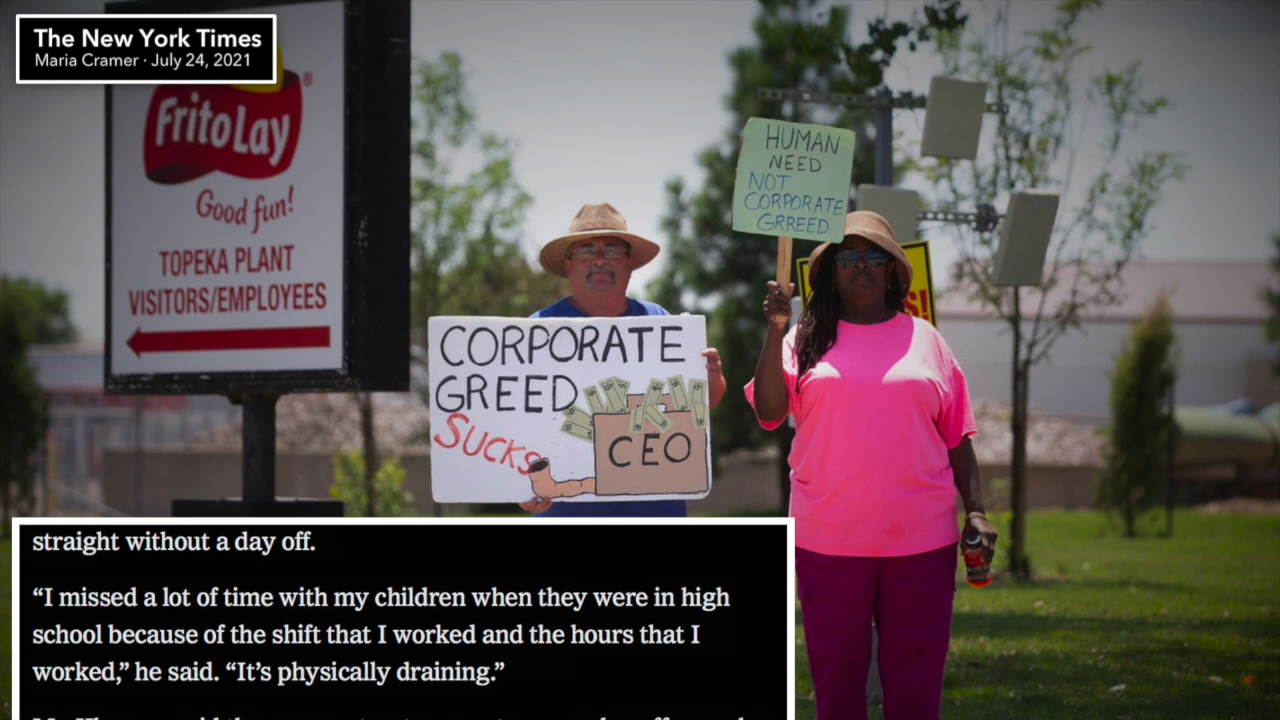 The New York Times
Maria Cramer · July 24, 2021
FritoLay®
Good fun!
TOPEKA PLANT
VISITORS/EMPLOYEES
HUMAN
NEED
NOT
CORPORATE
GRREED
S!
CORPORATE
GREED
SUCKS
CEO
straight without a day off.
“I missed a lot of time with my children when they were in high
school because of the shift that I worked and the hours that I
worked,” he said. “It’s physically draining.”